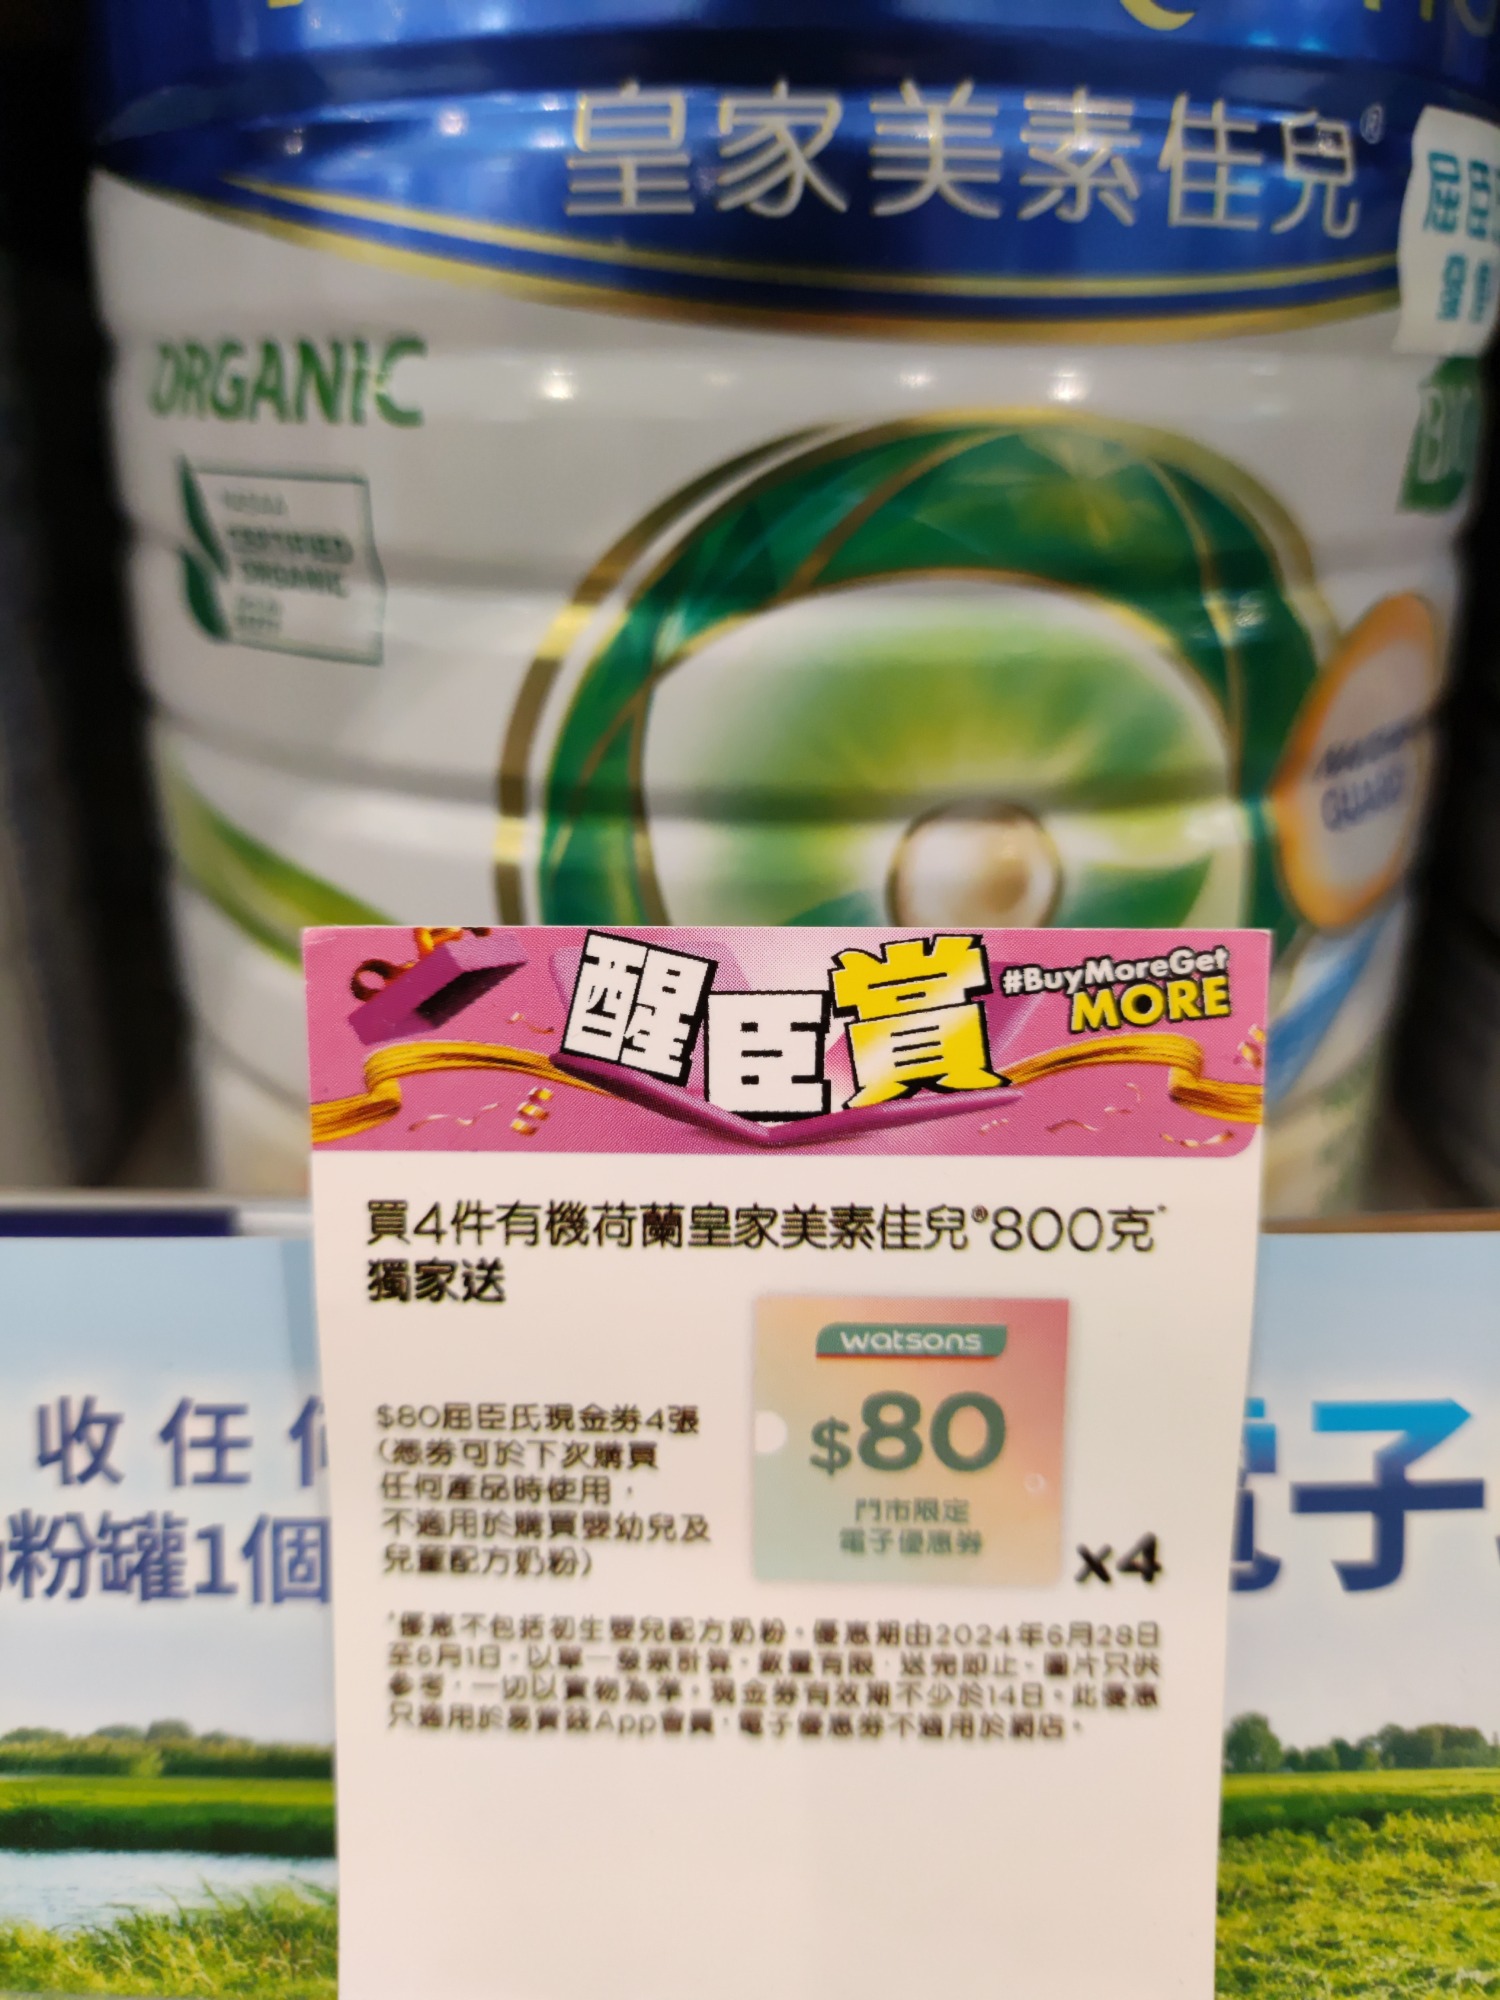 皇家美素佳兒®
ORGANIC
CERTIFIED
ORGANIC
GUARD
醒臣賞
#BuyMoreGet
MORE
買4件有機荷蘭皇家美素佳兒®800克*
獨家送
watsons
$80
門市限定
電子優惠券
x4
$80屈臣氏現金券4張
(憑券可於下次購買
任何產品時使用，
不適用於購買嬰幼兒及
兒童配方奶粉)
*優惠不包括初生嬰兒配方奶粉。優惠期由2024年6月28日
至8月1日。以單一發票計算。數量有限，送完即止。圖片只供
參考，一切以實物為準。現金券有效期不少於14日。此優惠
只適用於易賞錢App會員，電子優惠券不適用於網店。
收任
粉罐1個
子